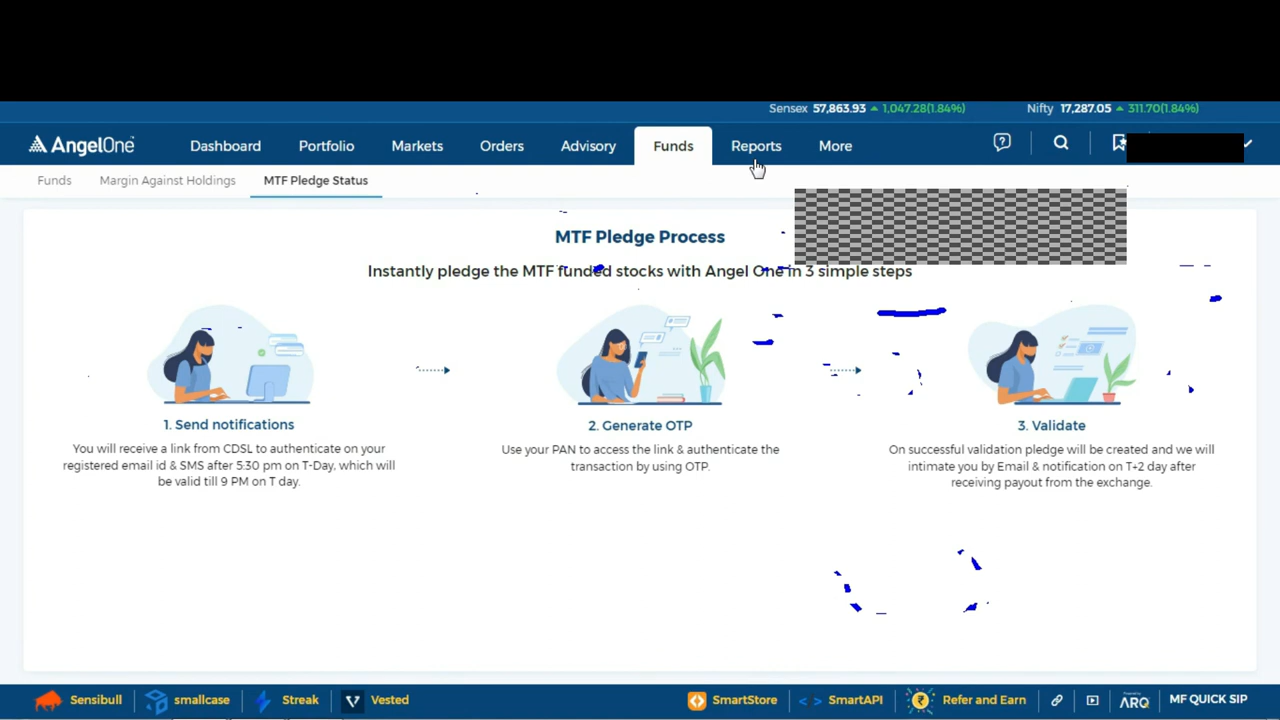 Sensex 57,863.93 1,047.28(1.84%) Nifty 17,287.05 311.70(1.84%)
AngelOne Dashboard Portfolio Markets Orders Advisory Funds Reports More
Funds Margin Against Holdings MTF Pledge Status
MTF Pledge Process
Instantly pledge the MTF funded stocks with Angel One in 3 simple steps
1. Send notifications
You will receive a link from CDSL to authenticate on your
registered email id & SMS after 5.30 pm on T-Day, which will
be valid till 9 PM on T day.
2. Generate OTP
Use your PAN to access the link & authenticate the
transaction by using OTP.
3. Validate
On successful validation pledge will be created and we will
intimate you by Email & notification on T+2 day after
receiving payout from the exchange.
Sensibull smallcase Streak Vested SmartStore SmartAPI Refer and Earn Powered by ARQ MF QUICK SIP